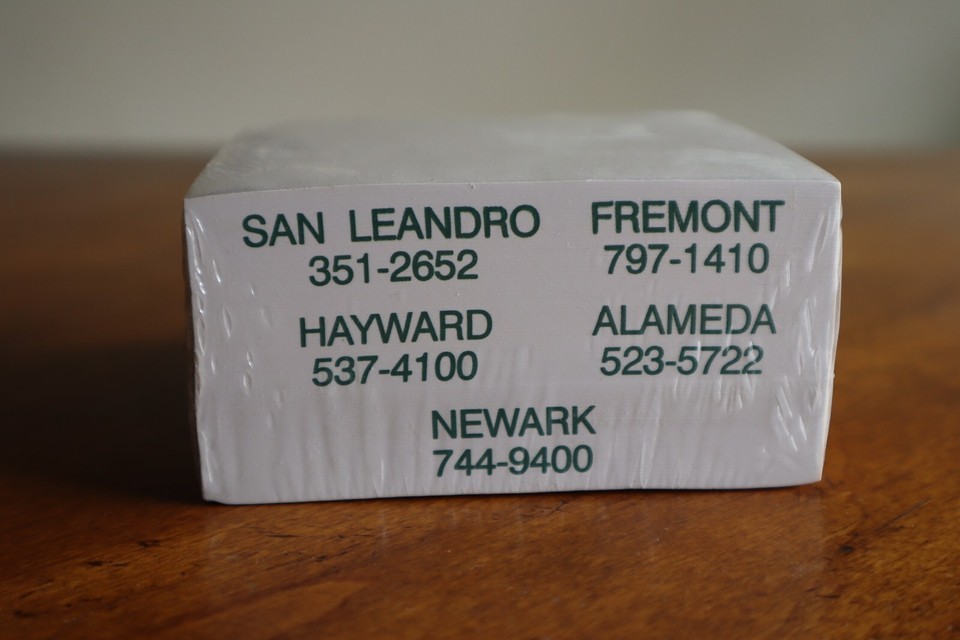 SAN LEANDRO
351-2652
FREMONT
797-1410
HAYWARD
537-4100
ALAMEDA
523-5722
NEWARK
744-9400